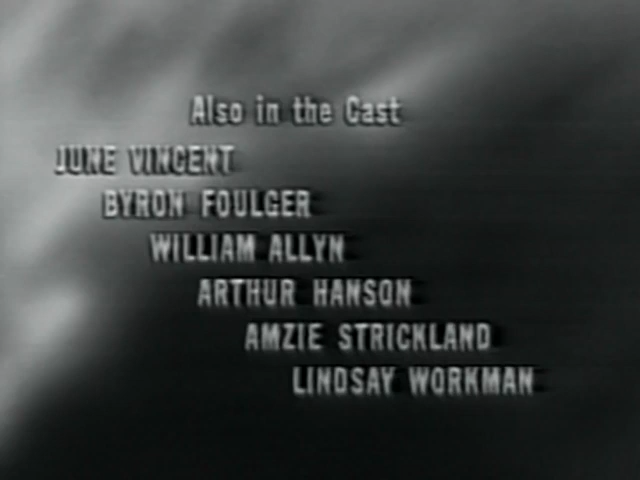 Also in the Cast
JUNE VINCENT
BYRON FOULGER
WILLIAM ALLYN
ARTHUR HANSON
AMZIE STRICKLAND
LINDSAY WORKMAN